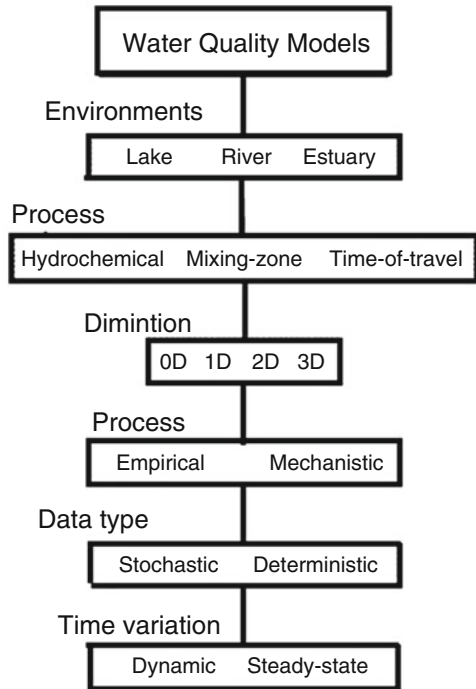 Water Quality Models
Environments
Lake River Estuary
Process
Hydrochemical Mixing-zone Time-of-travel
Dimintion
0D 1D 2D 3D
Process
Empirical Mechanistic
Data type
Stochastic Deterministic
Time variation
Dynamic Steady-state